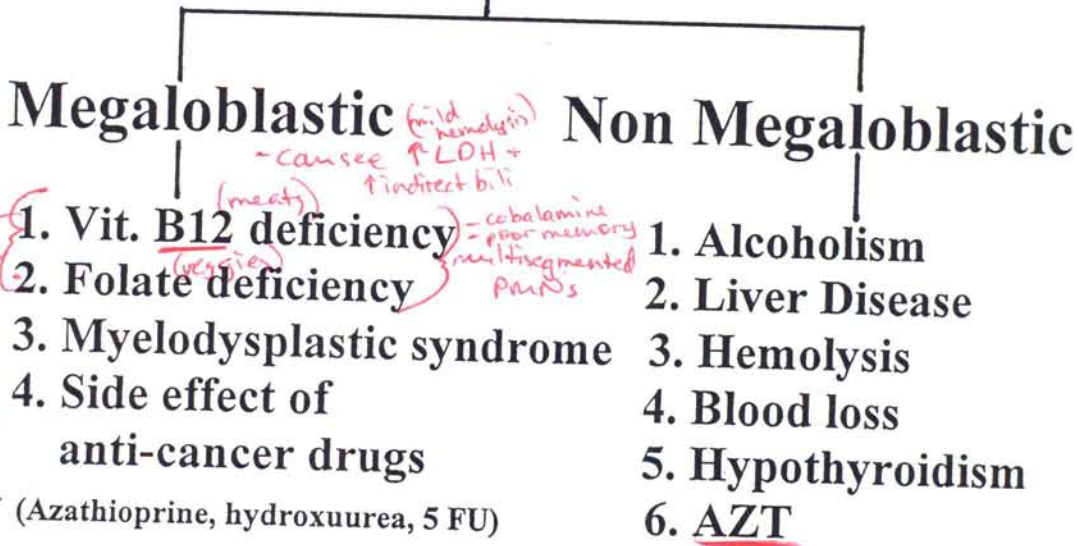 Megaloblastic
(mild hemolysis)
- causee ↑LDH +
↑indirect bili
(meats)
1. Vit. B12 deficiency
= cobalamine
= poor memory
(veggies)
2. Folate deficiency
multisegmented
PMNs
3. Myelodysplastic syndrome
4. Side effect of
anti-cancer drugs
(Azathioprine, hydroxuurea, 5 FU)
Non Megaloblastic
1. Alcoholism
2. Liver Disease
3. Hemolysis
4. Blood loss
5. Hypothyroidism
6. AZT